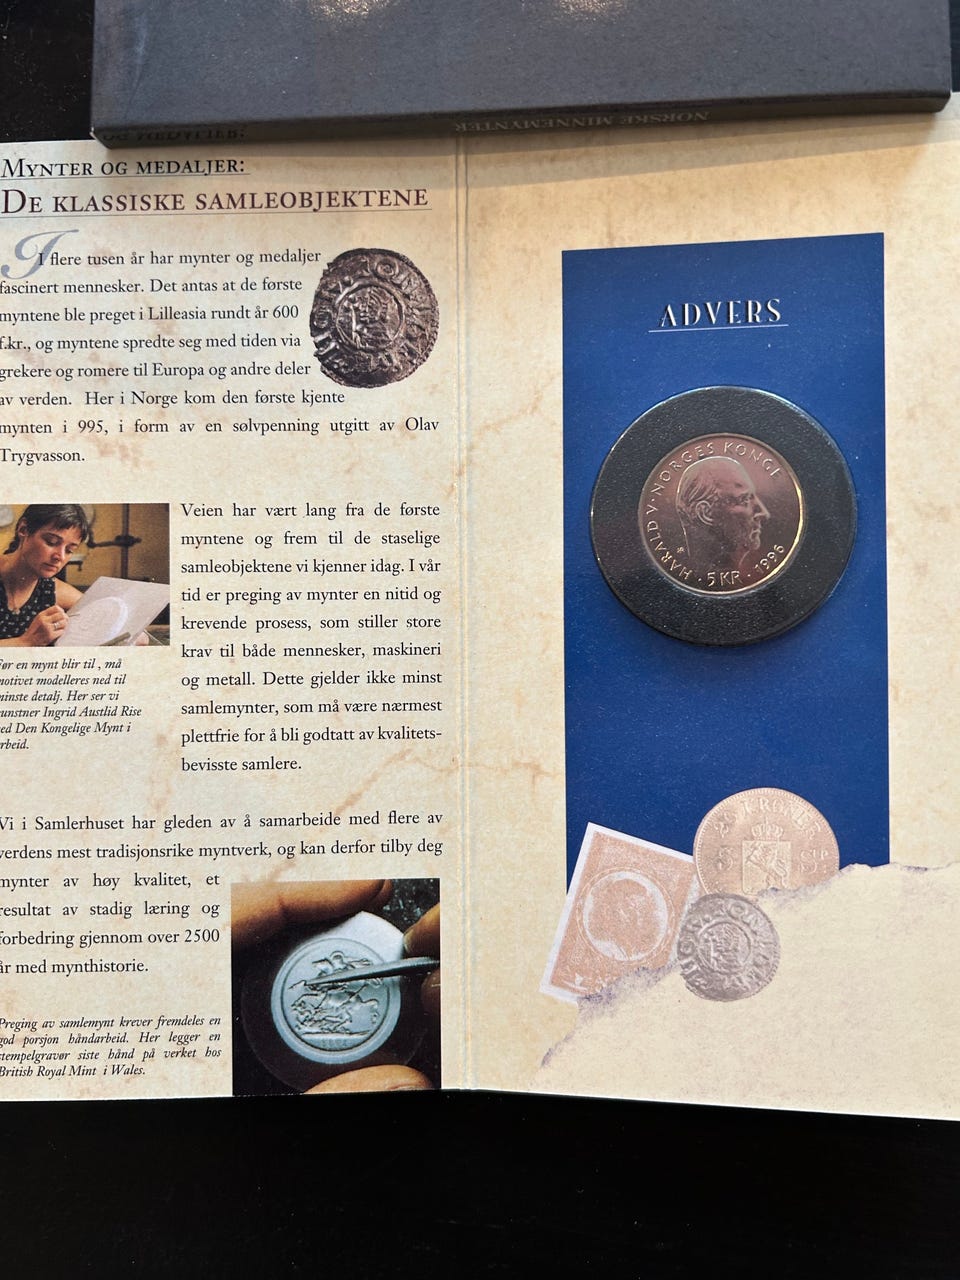 NORSKE MINNEMYNTER
OG MEDALJER:
MYNTER OG MEDALJER:
DE KLASSISKE SAMLEOBJEKTENE
I flere tusen år har mynter og medaljer
fascinert mennesker. Det antas at de første
myntene ble preget i Lilleasia rundt år 600
f.kr., og myntene spredte seg med tiden via
grekere og romere til Europa og andre deler
av verden. Her i Norge kom den første kjente
mynten i 995, i form av en sølvpenning utgitt av Olav
Trygvasson.
Veien har vært lang fra de første
myntene og frem til de staselige
samleobjektene vi kjenner idag. I vår
tid er preging av mynter en nitid og
krevende prosess, som stiller store
krav til både mennesker, maskineri
og metall. Dette gjelder ikke minst
samlemynter, som må være nærmest
plettfrie for å bli godtatt av kvalitets-
bevisste samlere.
ør en mynt blir til , må
otivet modelleres ned til
inste detalj. Her ser vi
unstner Ingrid Austlid Rise
ed Den Kongelige Mynt i
rbeid.
Vi i Samlerhuset har gleden av å samarbeide med flere av
verdens mest tradisjonsrike myntverk, og kan derfor tilby deg
mynter av høy kvalitet, et
resultat av stadig læring og
forbedring gjennom over 2500
år med mynthistorie.
Preging av samlemynt krever fremdeles en
god porsjon håndarbeid. Her legger en
stempelgravør siste hånd på verket hos
British Royal Mint i Wales.
ADVERS
HARALD V · NORGES KONGE
· 5 KR · 1996
20 KRONER